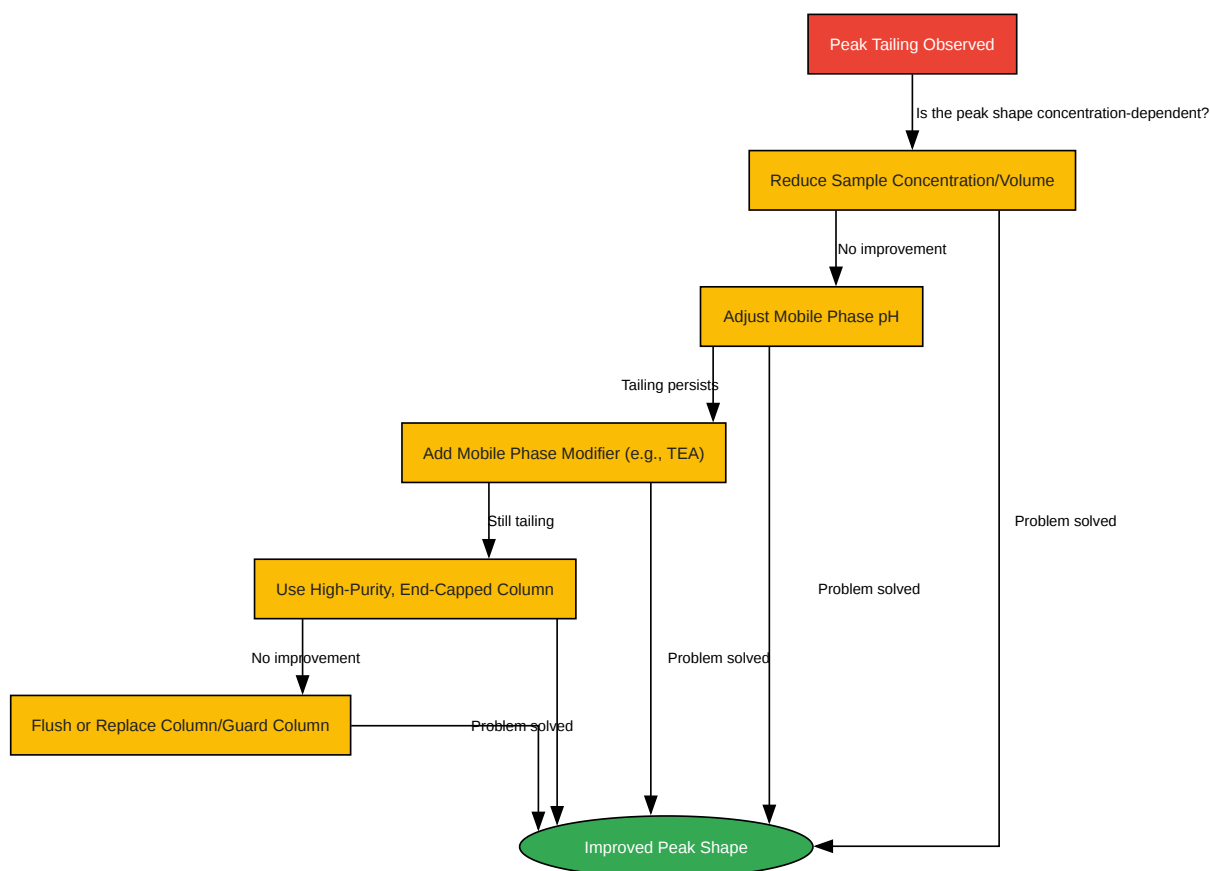 Peak Tailing Observed
Is the peak shape concentration-dependent?
Reduce Sample Concentration/Volume
No improvement
Adjust Mobile Phase pH
Tailing persists
Add Mobile Phase Modifier (e.g., TEA)
Still tailing
Problem solved
Use High-Purity, End-Capped Column
Problem solved
No improvement
Problem solved
Flush or Replace Column/Guard Column
Problem solved
Improved Peak Shape